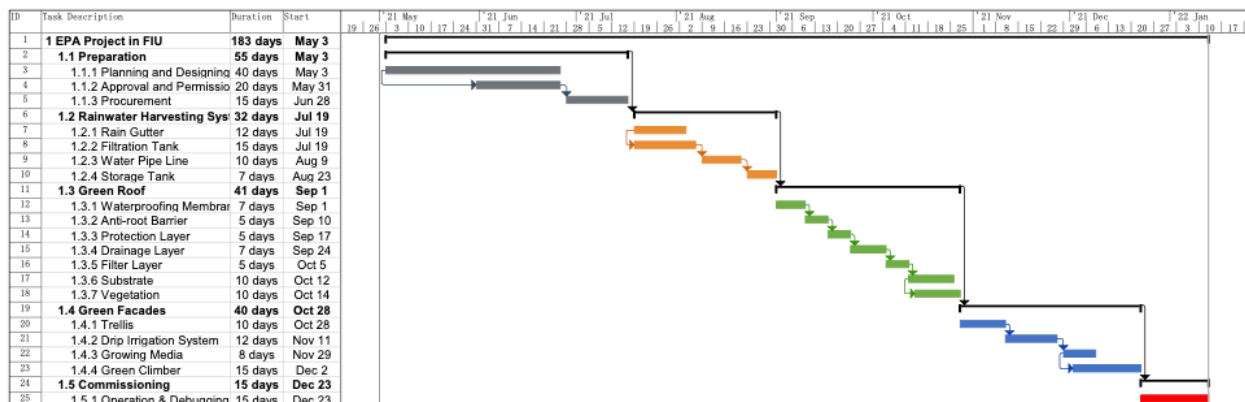 ID Task Description Duration Start 21 May 21 Jun 21 Jul 21 Aug 21 Sep 21 Oct 21 Nov 21 Dec 22 Jan
19 26 3 10 17 24 31 7 14 21 28 5 12 19 26 2 9 16 23 30 6 13 20 27 4 11 18 25 1 8 15 22 29 6 13 20 27 3 10 17
1 1 EPA Project in FIU 183 days May 3
2 1.1 Preparation 55 days May 3
3 1.1.1 Planning and Designing 40 days May 3
4 1.1.2 Approval and Permissio 20 days May 31
5 1.1.3 Procurement 15 days Jun 28
6 1.2 Rainwater Harvesting Syst 32 days Jul 19
7 1.2.1 Rain Gutter 12 days Jul 19
8 1.2.2 Filtration Tank 15 days Jul 19
9 1.2.3 Water Pipe Line 10 days Aug 9
10 1.2.4 Storage Tank 7 days Aug 23
11 1.3 Green Roof 41 days Sep 1
12 1.3.1 Waterproofing Membrar 7 days Sep 1
13 1.3.2 Anti-root Barrier 5 days Sep 10
14 1.3.3 Protection Layer 5 days Sep 17
15 1.3.4 Drainage Layer 7 days Sep 24
16 1.3.5 Filter Layer 5 days Oct 5
17 1.3.6 Substrate 10 days Oct 12
18 1.3.7 Vegetation 10 days Oct 14
19 1.4 Green Facades 40 days Oct 28
20 1.4.1 Trellis 10 days Oct 28
21 1.4.2 Drip Irrigation System 12 days Nov 11
22 1.4.3 Growing Media 8 days Nov 29
23 1.4.4 Green Climber 15 days Dec 2
24 1.5 Commissioning 15 days Dec 23
25 1.5.1 Operation & Debugging 15 days Dec 23